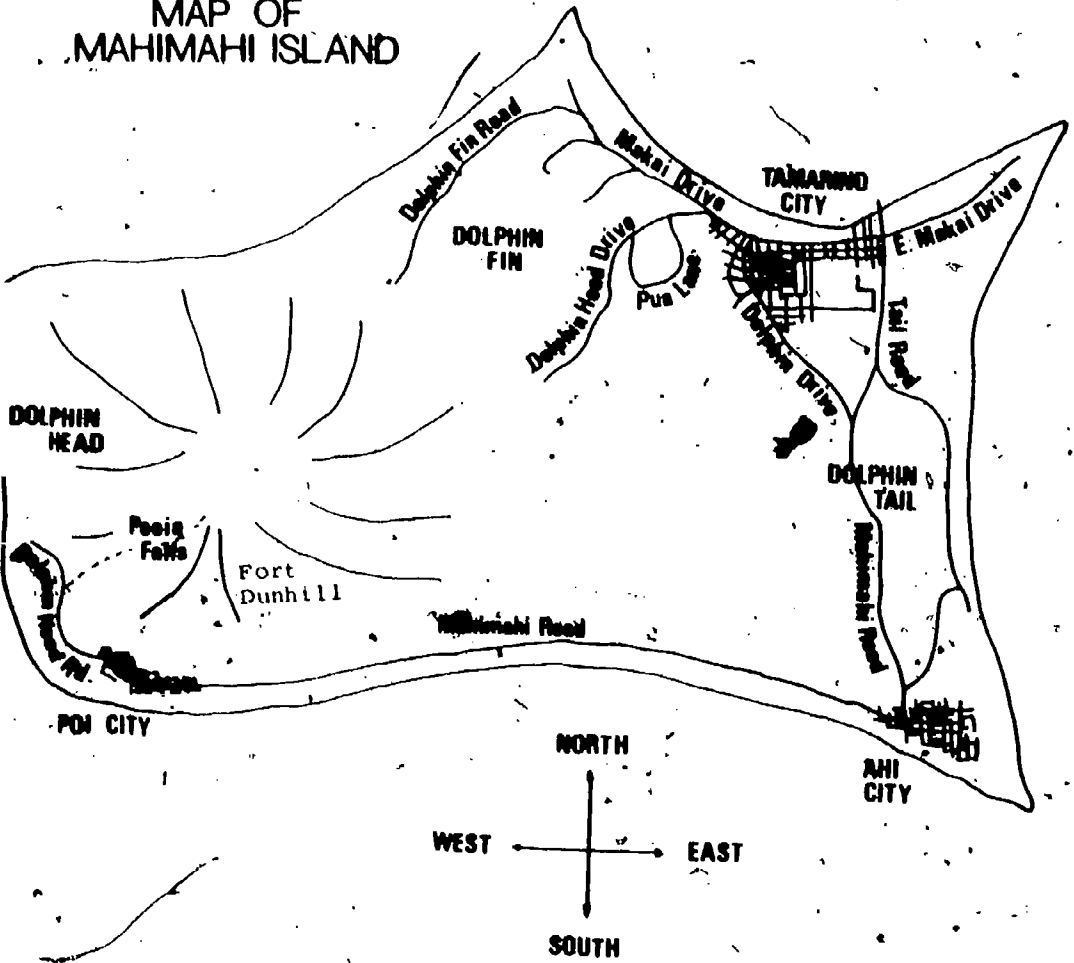 MAP OF
MAHIMAHI ISLAND
Dolphin Fin Road
Makai Drive
TAMARIND
CITY
E. Makai Drive
DOLPHIN
FIN
Dolphin Head Drive
Pua Lane
Dolphin Drive
Tail Road
DOLPHIN
HEAD
DOLPHIN
TAIL
Falls
Fort
Dunhill
Mahimahi Road
Mahimahi Road
POI CITY
AHI
CITY
NORTH
WEST
EAST
SOUTH